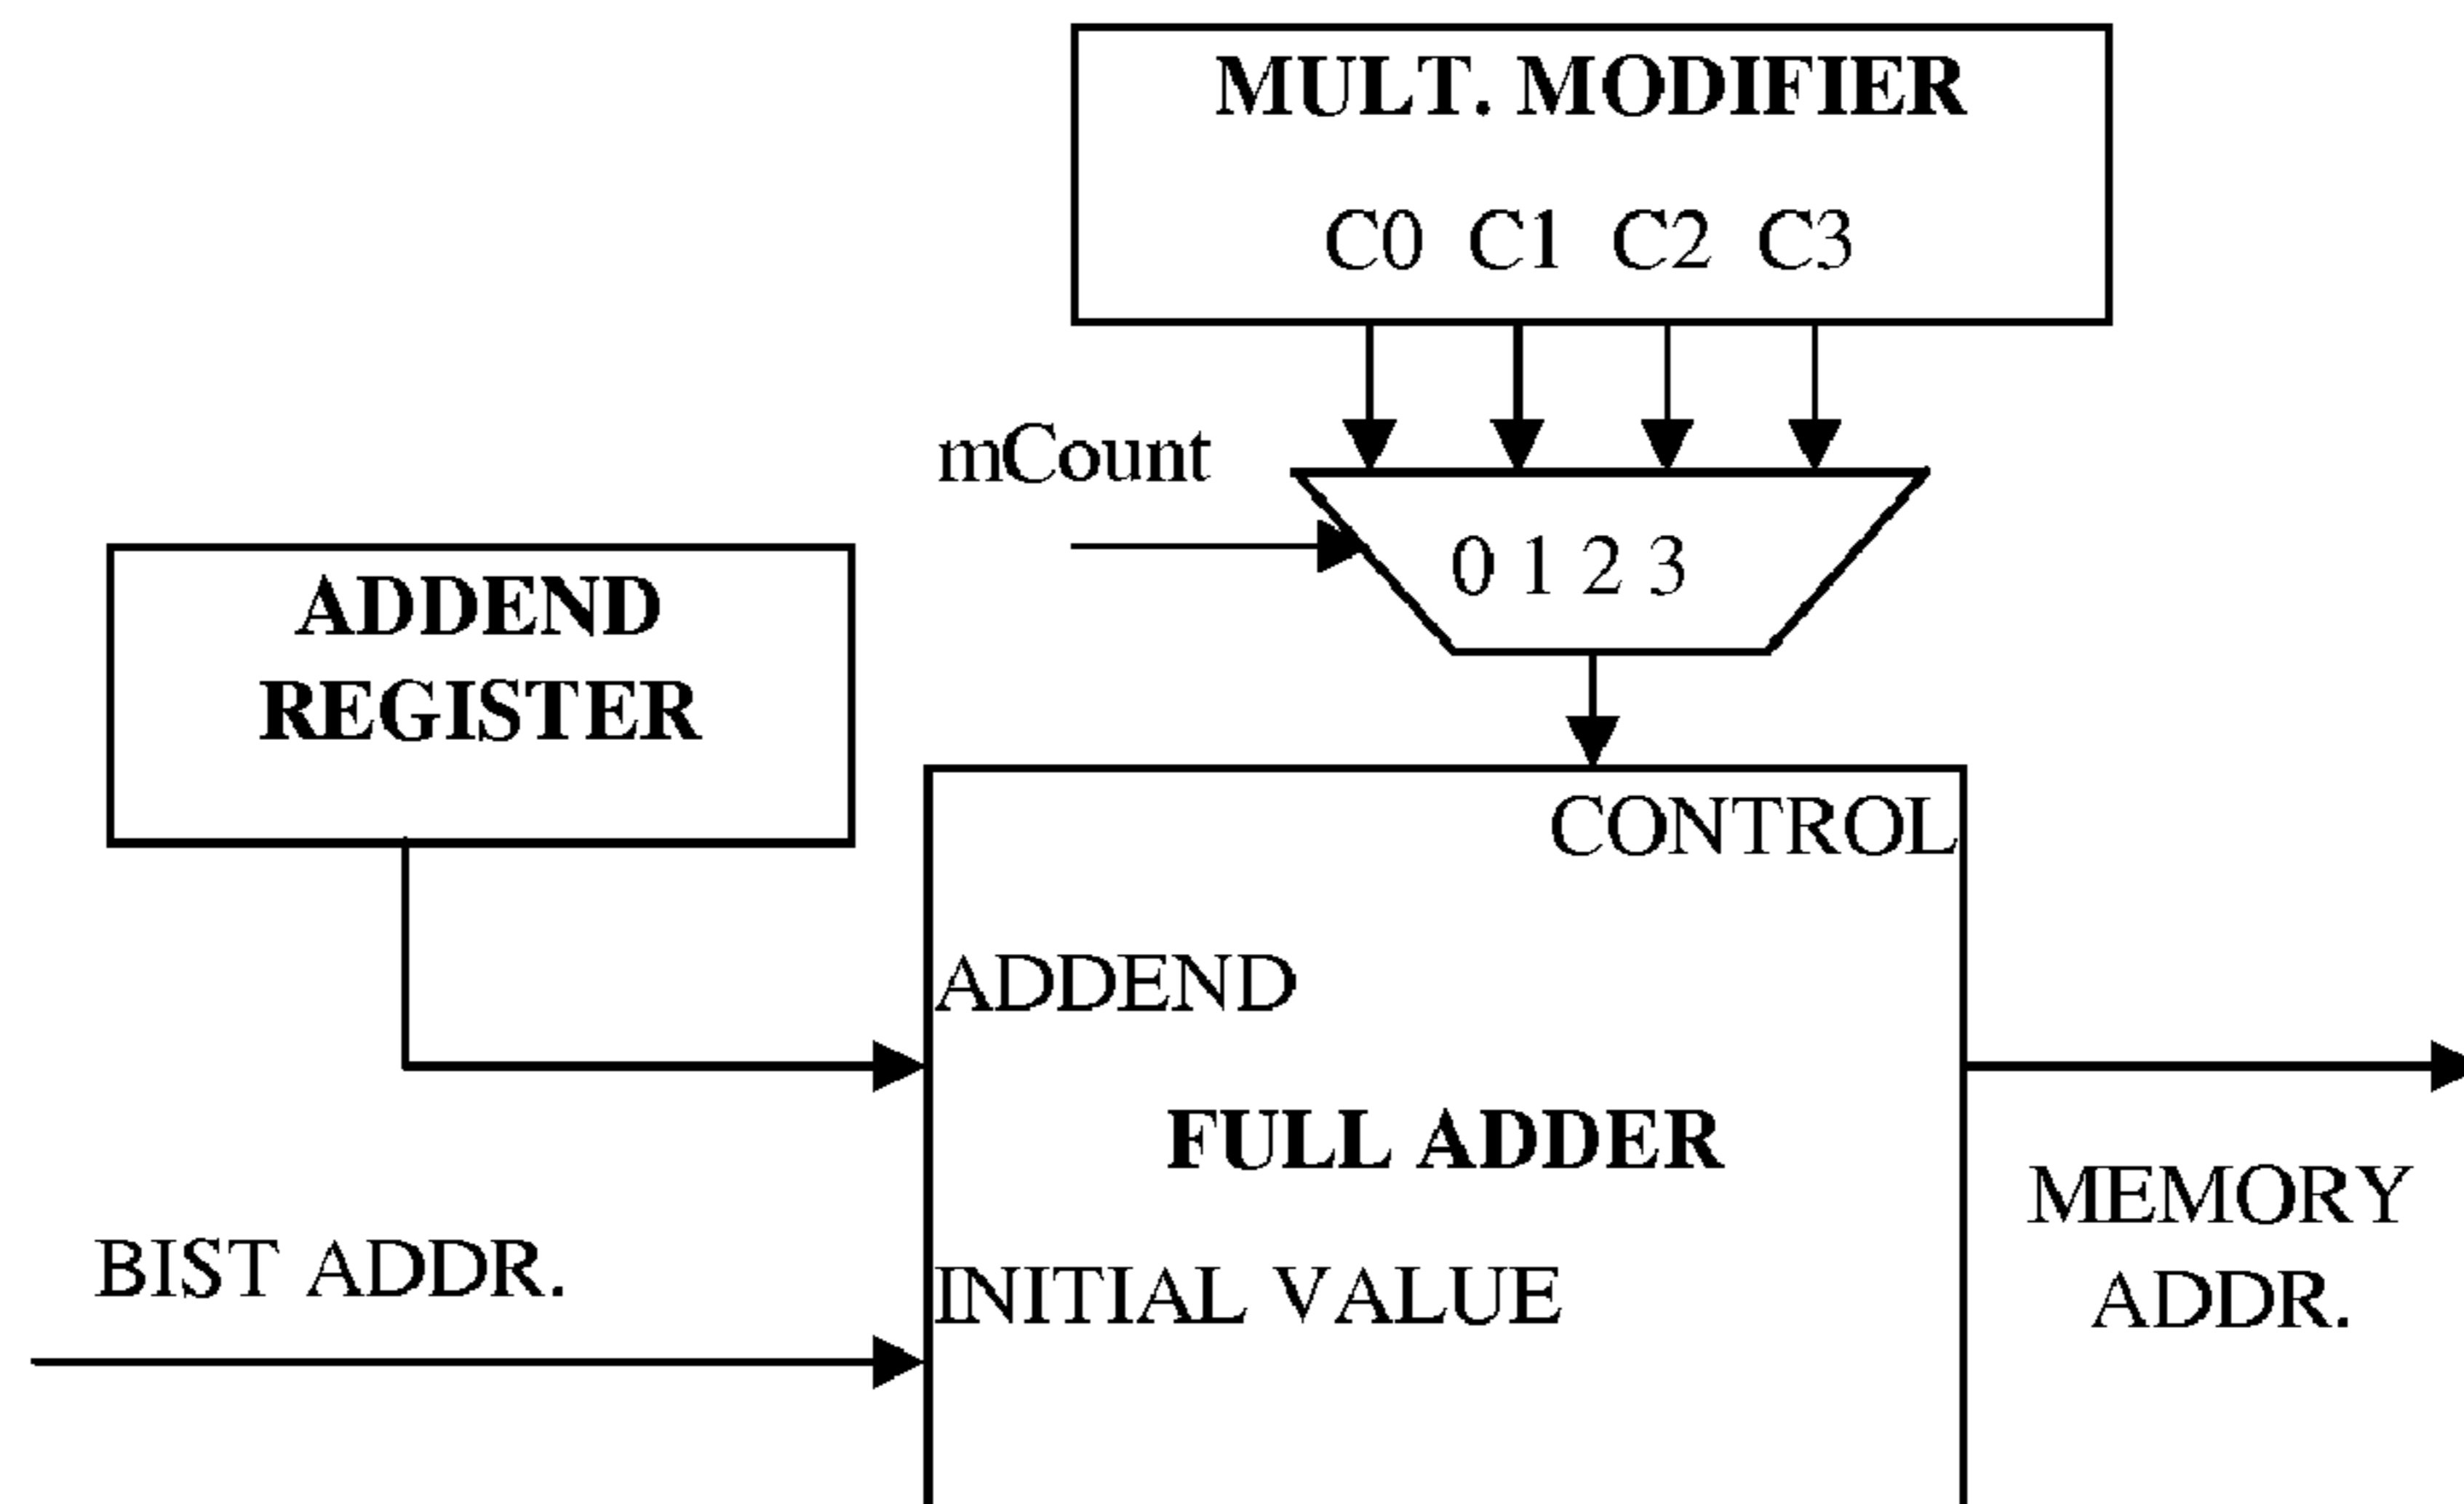 MULT. MODIFIER
C0 C1 C2 C3
mCount
0 1 2 3
ADDEND
REGISTER
CONTROL
ADDEND
FULL ADDER
BIST ADDR.
INITIAL VALUE
MEMORY
ADDR.